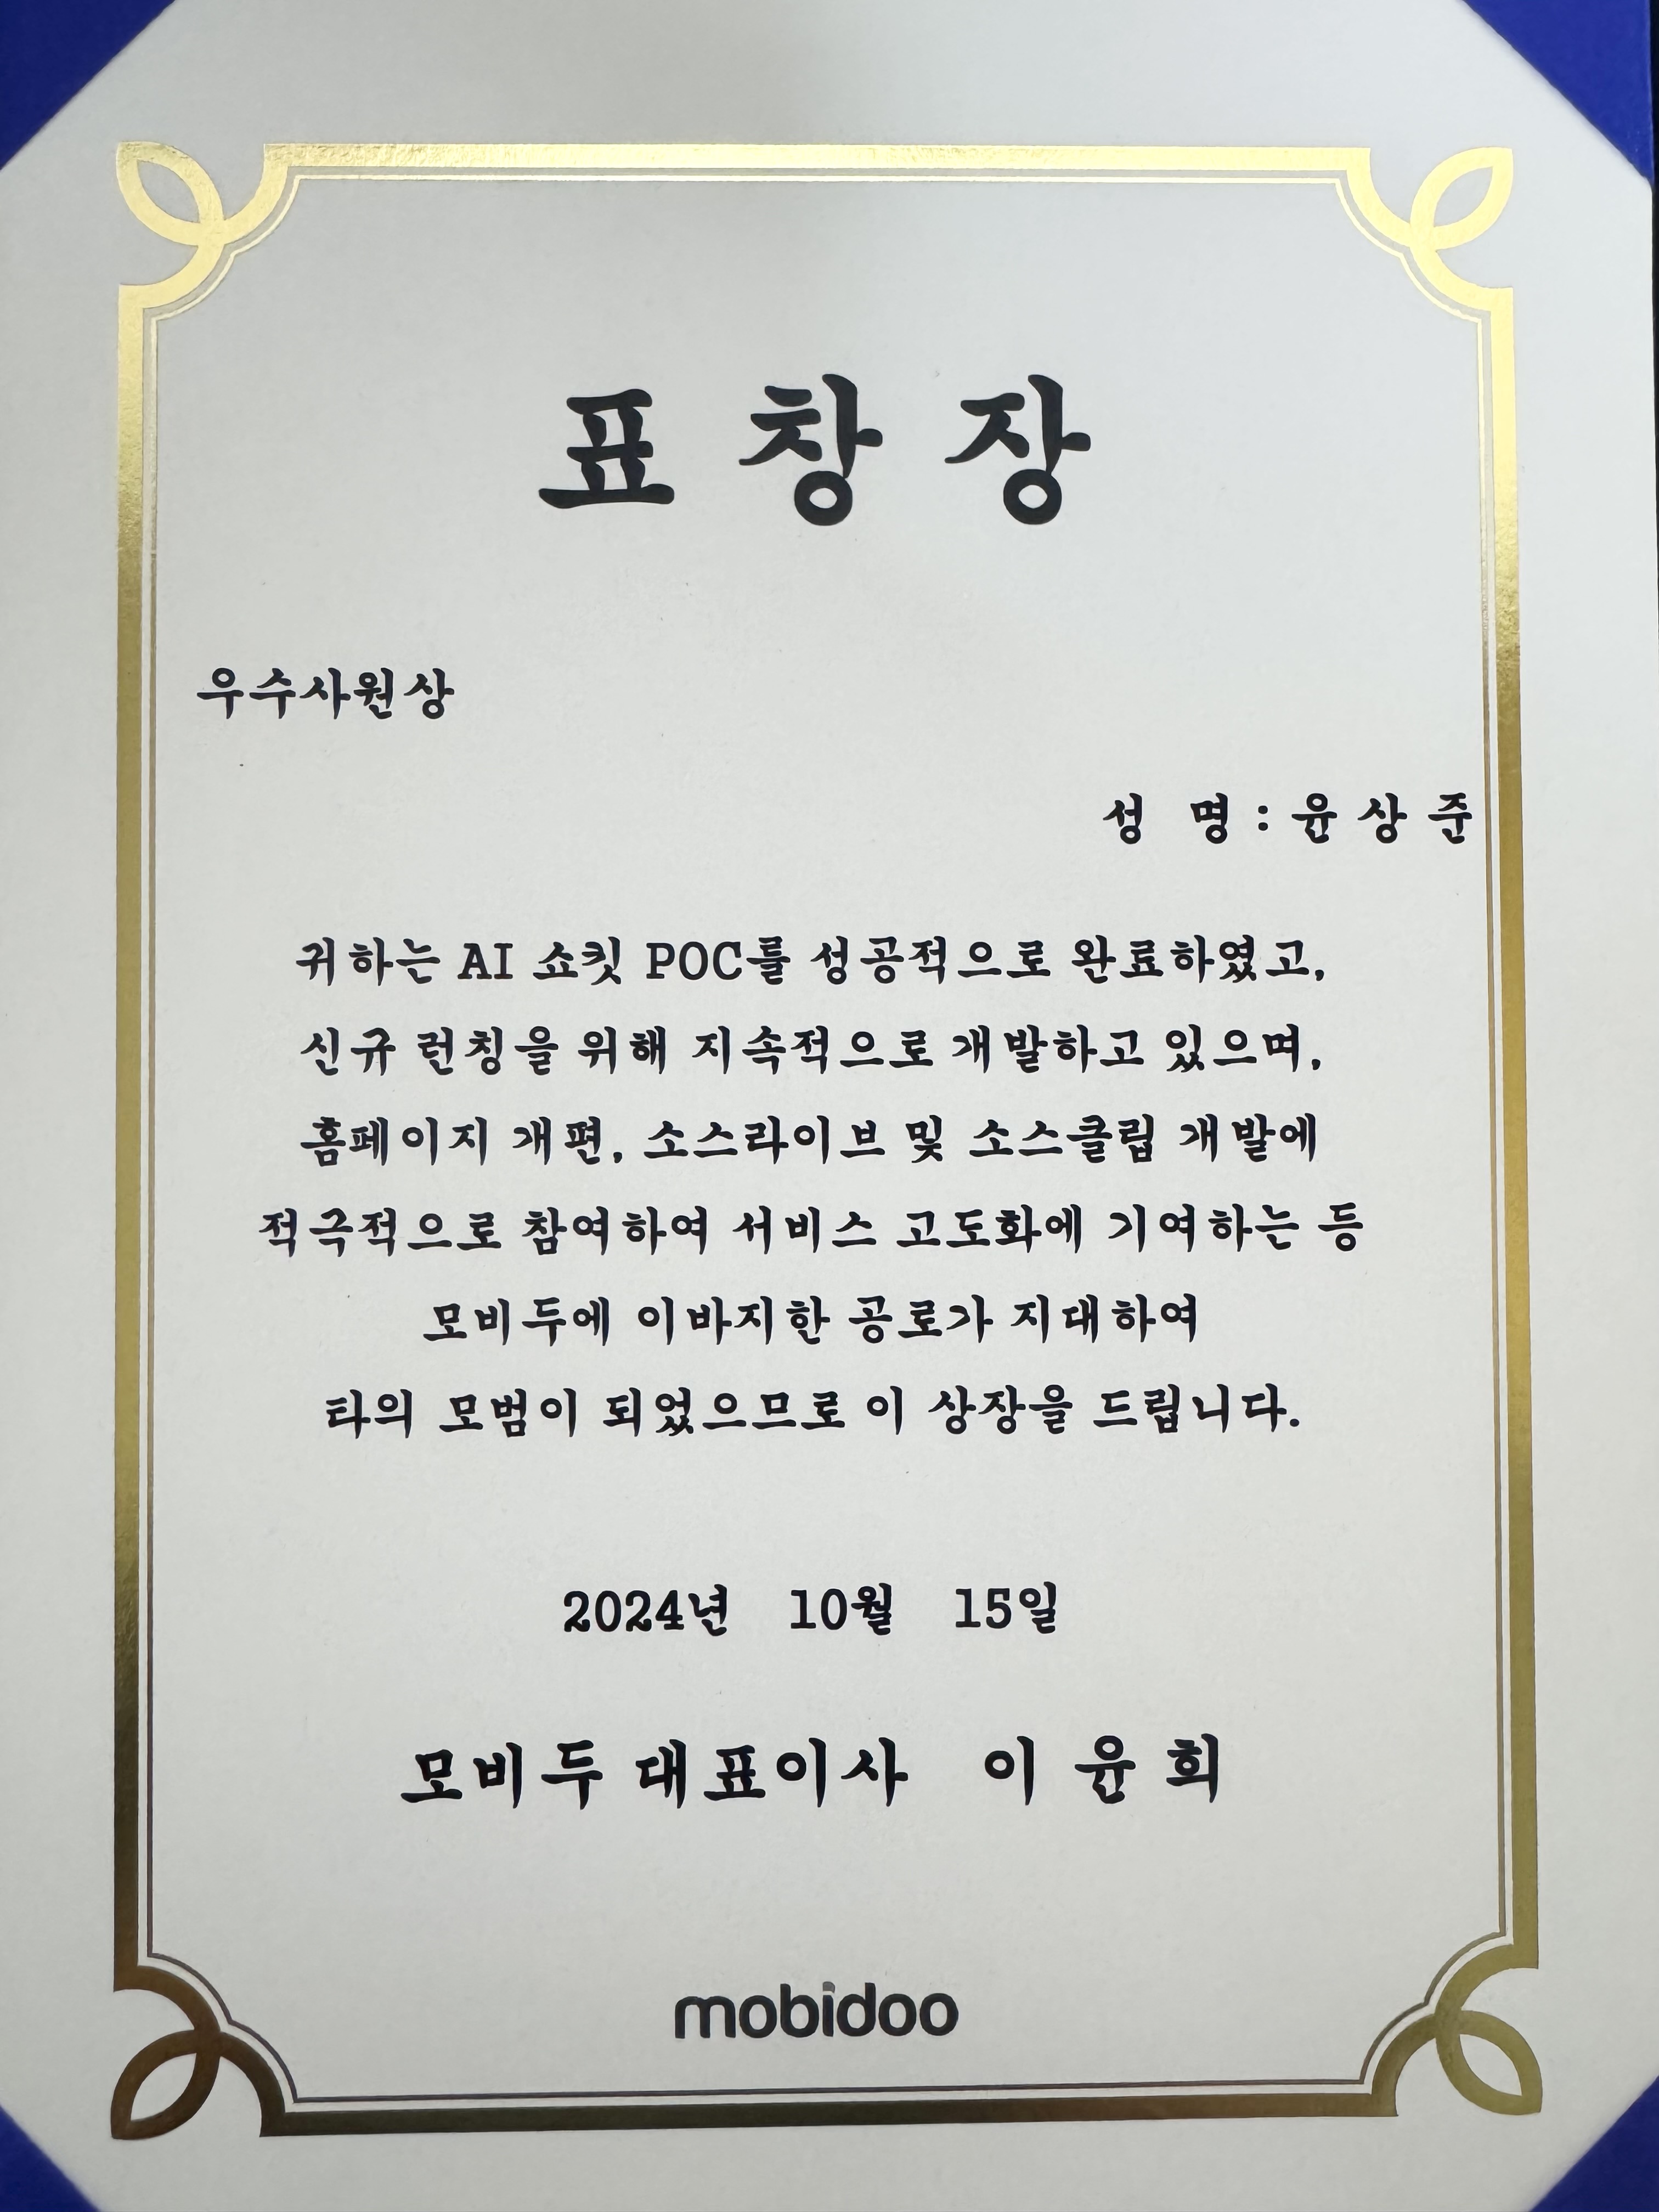 표 창 장
우수사원상
성 명 : 윤 상 준
귀하는 AI 쇼킷 POC를 성공적으로 완료하였고,
신규 런칭을 위해 지속적으로 개발하고 있으며,
홈페이지 개편, 소스라이브 및 소스클립 개발에
적극적으로 참여하여 서비스 고도화에 기여하는 등
모비두에 이바지한 공로가 지대하여
타의 모범이 되었으므로 이 상장을 드립니다.
2024년 10월 15일
모비두 대표이사 이 윤 희
mobidoo